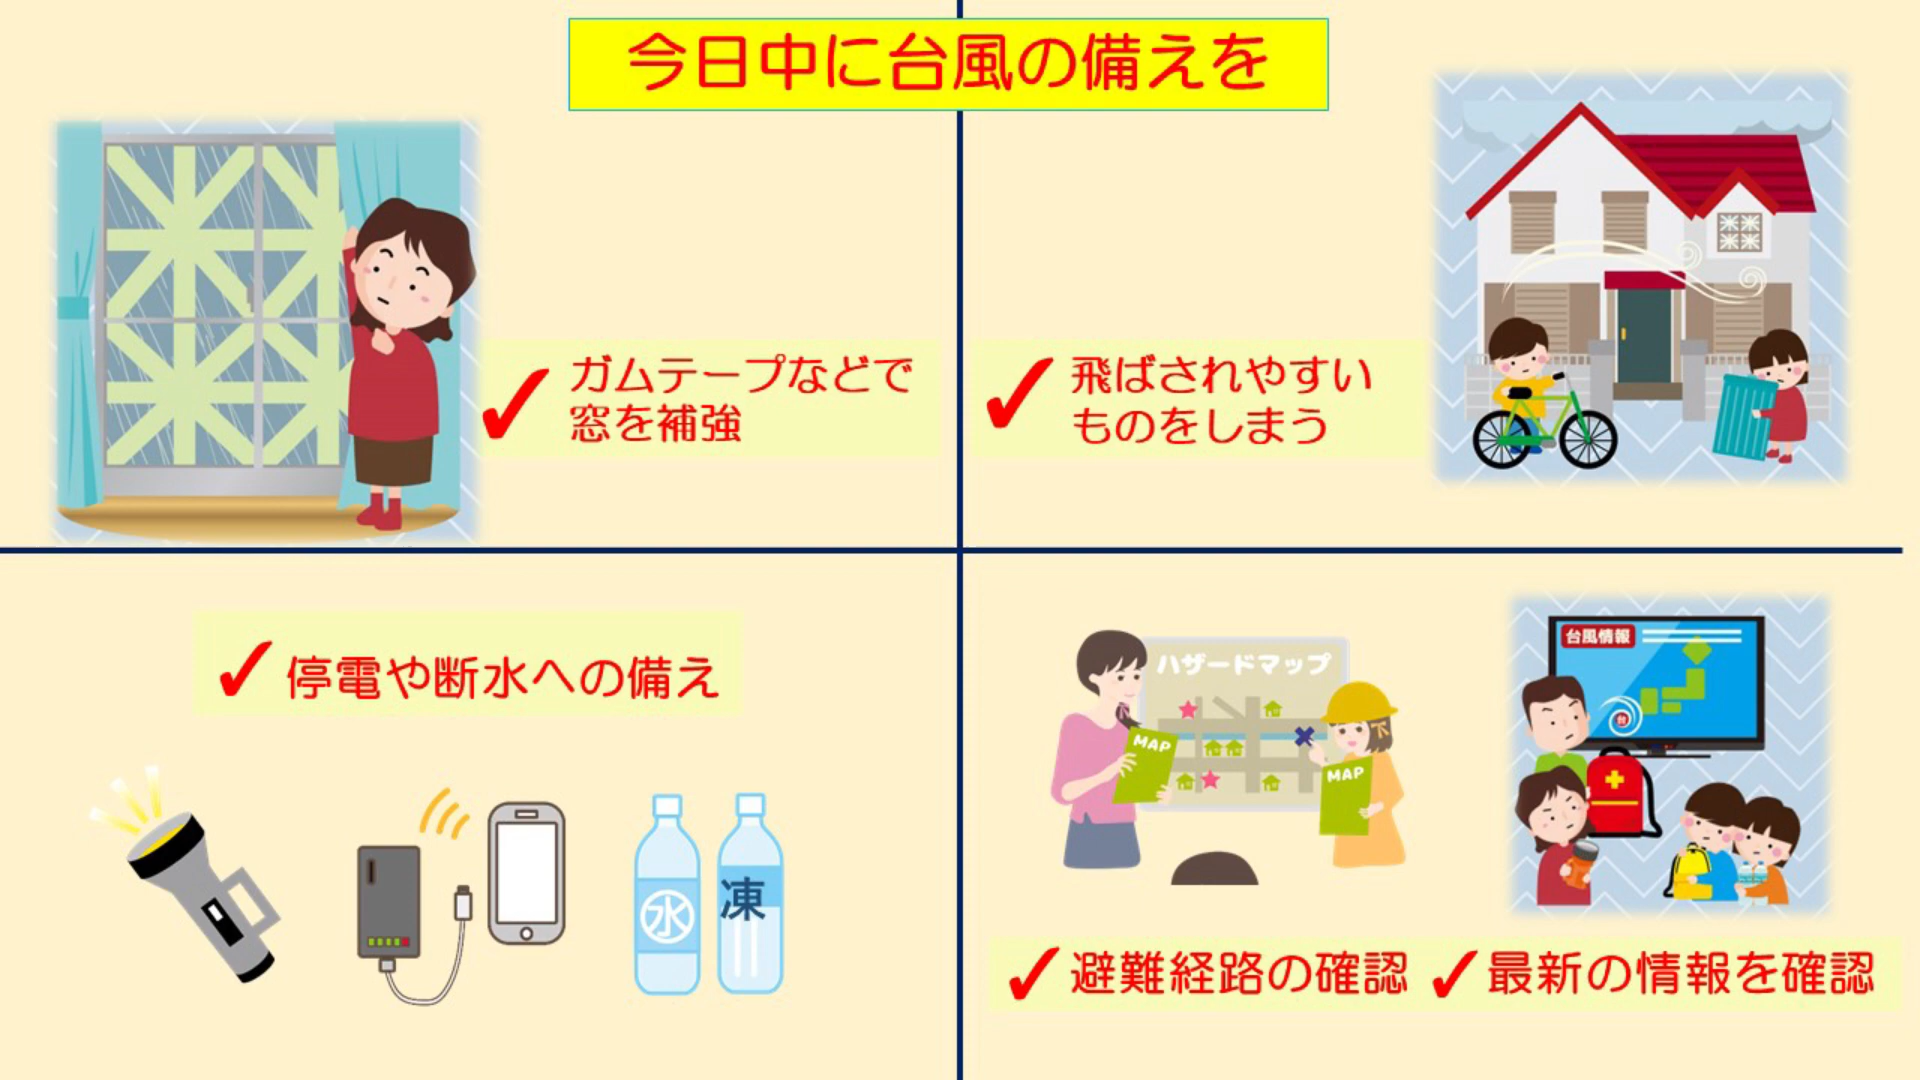 今日中に台風の備えを
ガムテープなどで
窓を補強
飛ばされやすい
ものをしまう
停電や断水への備え
水
凍
ハザードマップ
MAP
MAP
台風情報
台
避難経路の確認
最新の情報を確認